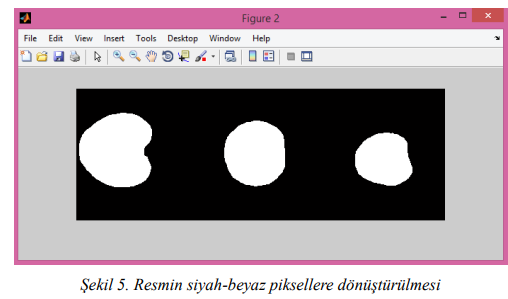 Figure 2
File Edit View Insert Tools Desktop Window Help
Şekil 5. Resmin siyah-beyaz piksellere dönüştürülmesi